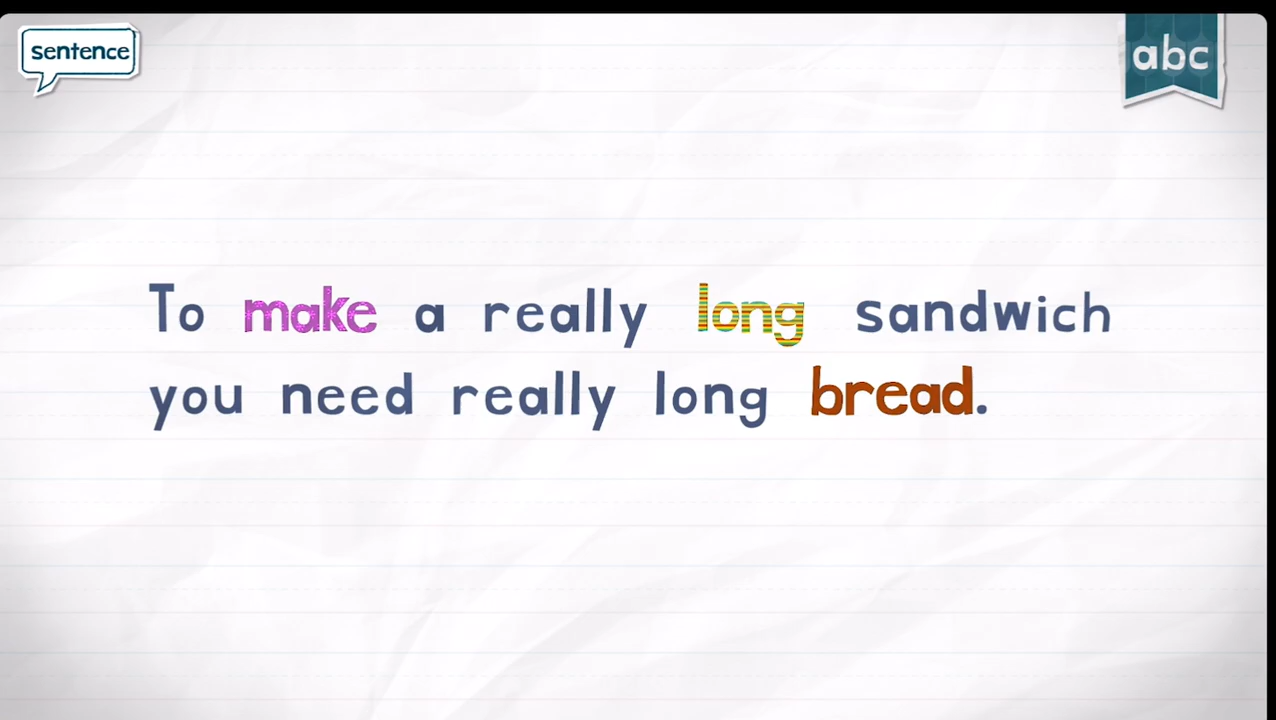 sentence
abc
To make a really long sandwich
you need really long bread.